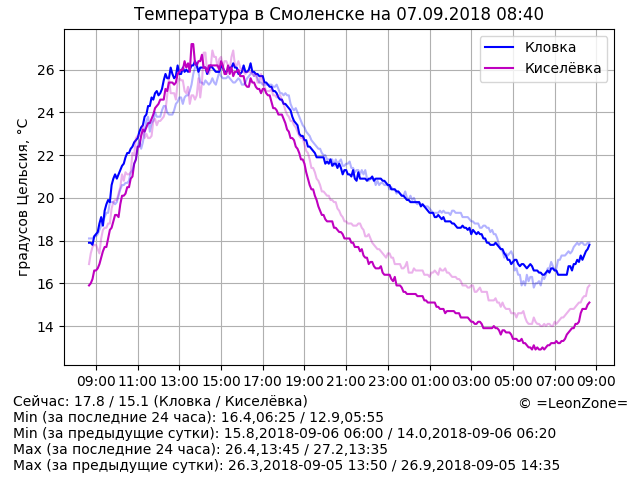 Температура в Смоленске на 07.09.2018 08:40
Кловка
Киселёвка
градусов Цельсия, °C
26
24
22
20
18
16
14
09:00 11:00 13:00 15:00 17:00 19:00 21:00 23:00 01:00 03:00 05:00 07:00 09:00
Сейчас: 17.8 / 15.1 (Кловка / Киселёвка)
© =LeonZone=
Min (за последние 24 часа): 16.4,06:25 / 12.9,05:55
Min (за предыдущие сутки): 15.8,2018-09-06 06:00 / 14.0,2018-09-06 06:20
Max (за последние 24 часа): 26.4,13:45 / 27.2,13:35
Max (за предыдущие сутки): 26.3,2018-09-05 13:50 / 26.9,2018-09-05 14:35